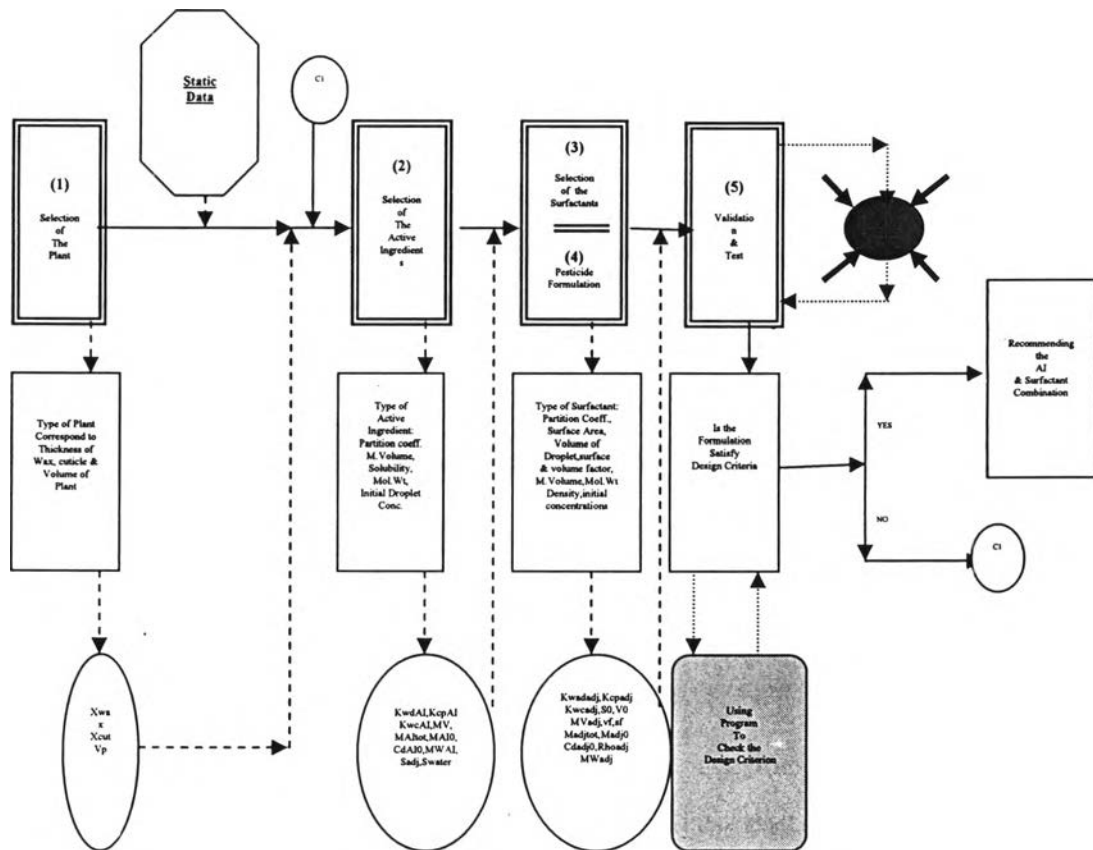 Static
Data
C1
(1)
Selection
of
The
Plant
(2)
Selection
of
The
Active
Ingredient
s
(3)
Selection
of the
Surfactants
(4)
Pesticide
Formulation
(5)
Validatio
n
&
Test
Recommending
the
AI
& Surfactant
Combination
Type of Plant
Correspond to
Thickness of
Wax, cuticle &
Volume of
Plant
Type of
Active
Ingredient:
Partition coeff.
M.Volume,
Solubility,
Mol.Wt,
Initial Droplet
Conc.
Type of Surfactant:
Partition Coeff.,
Surface Area,
Volume of
Droplet,surface
& volume factor,
M.Volume,Mol.Wt
Density,initial
concentrations
Is the
Formulation
Satisfy
Design Criteria
YES
NO
C1
Xwa
x
Xcut
Vp
KwdAI,KcpAI
KwcAI,MV,
MAItot,MAI0,
CdAI0,MWAI,
Sadj,Swater
Kwadadj,Kcpadj
Kwcadj,S0,V0
MVadj,vf,sf
Madjtot,Madj0
Cdadj0,Rhoadj
MWadj
Using
Program
To
Check the
Design Criterion